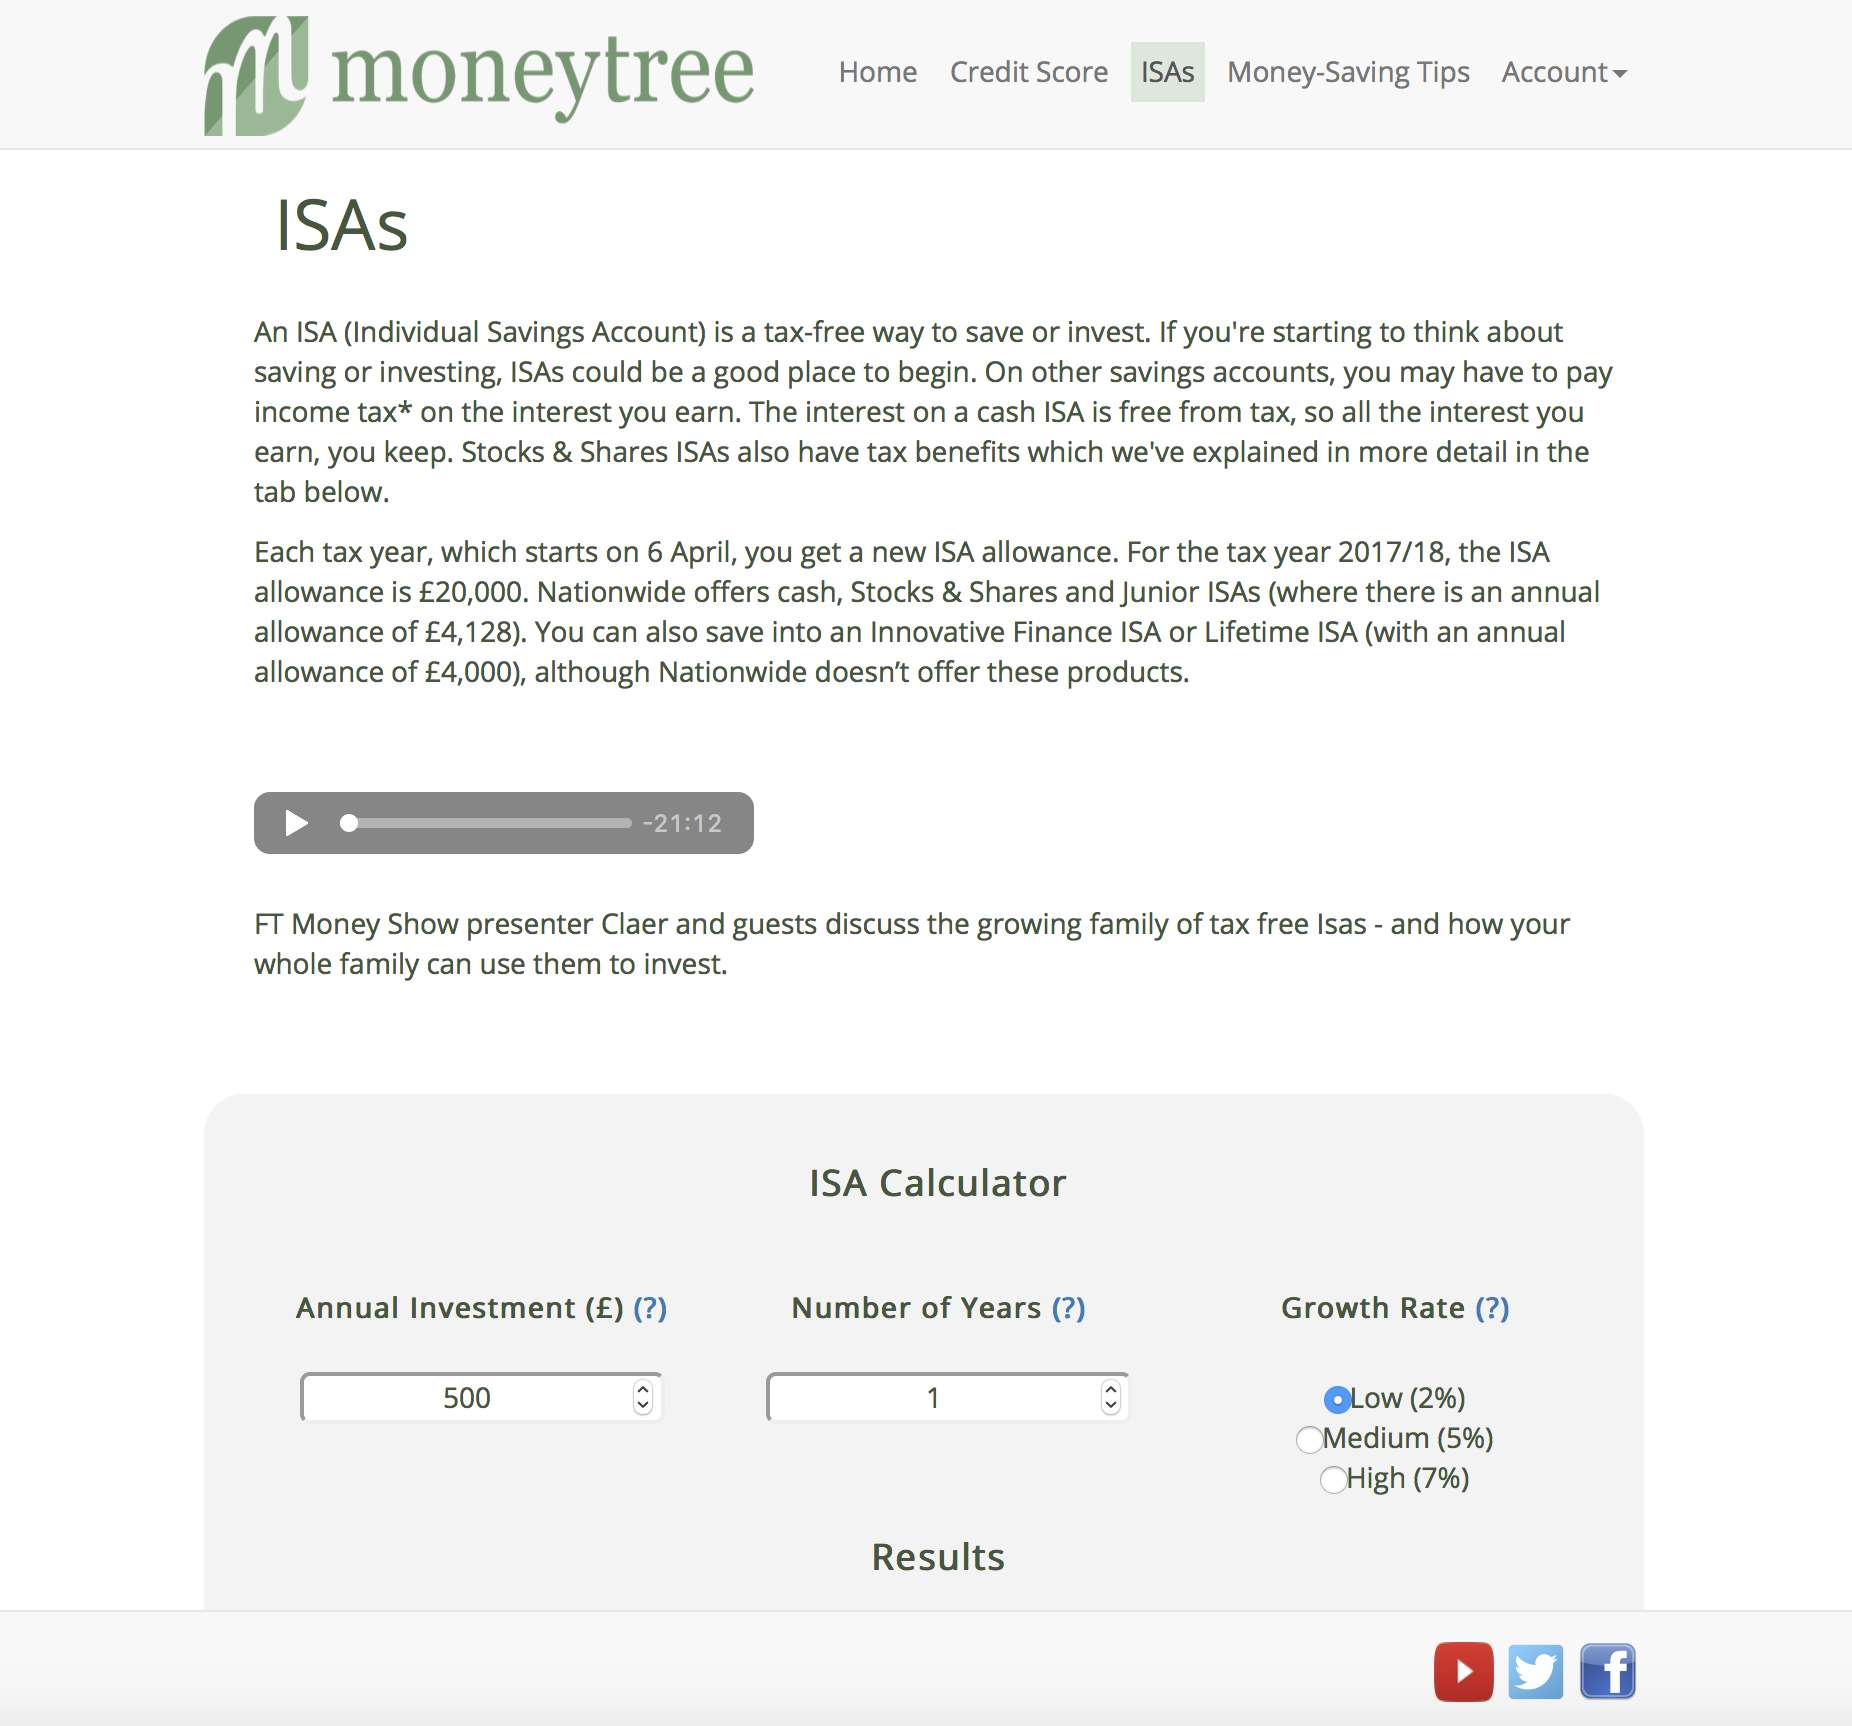 moneytree
Home Credit Score ISAs Money-Saving Tips Account
ISAs
An ISA (Individual Savings Account) is a tax-free way to save or invest. If you're starting to think about
saving or investing, ISAs could be a good place to begin. On other savings accounts, you may have to pay
income tax* on the interest you earn. The interest on a cash ISA is free from tax, so all the interest you
earn, you keep. Stocks & Shares ISAs also have tax benefits which we've explained in more detail in the
tab below.
Each tax year, which starts on 6 April, you get a new ISA allowance. For the tax year 2017/18, the ISA
allowance is £20,000. Nationwide offers cash, Stocks & Shares and Junior ISAs (where there is an annual
allowance of £4,128). You can also save into an Innovative Finance ISA or Lifetime ISA (with an annual
allowance of £4,000), although Nationwide doesn’t offer these products.
-21:12
FT Money Show presenter Claer and guests discuss the growing family of tax free Isas - and how your
whole family can use them to invest.
ISA Calculator
Annual Investment (£) (?) Number of Years (?) Growth Rate (?)
500 1 Low (2%)
Medium (5%)
High (7%)
Results